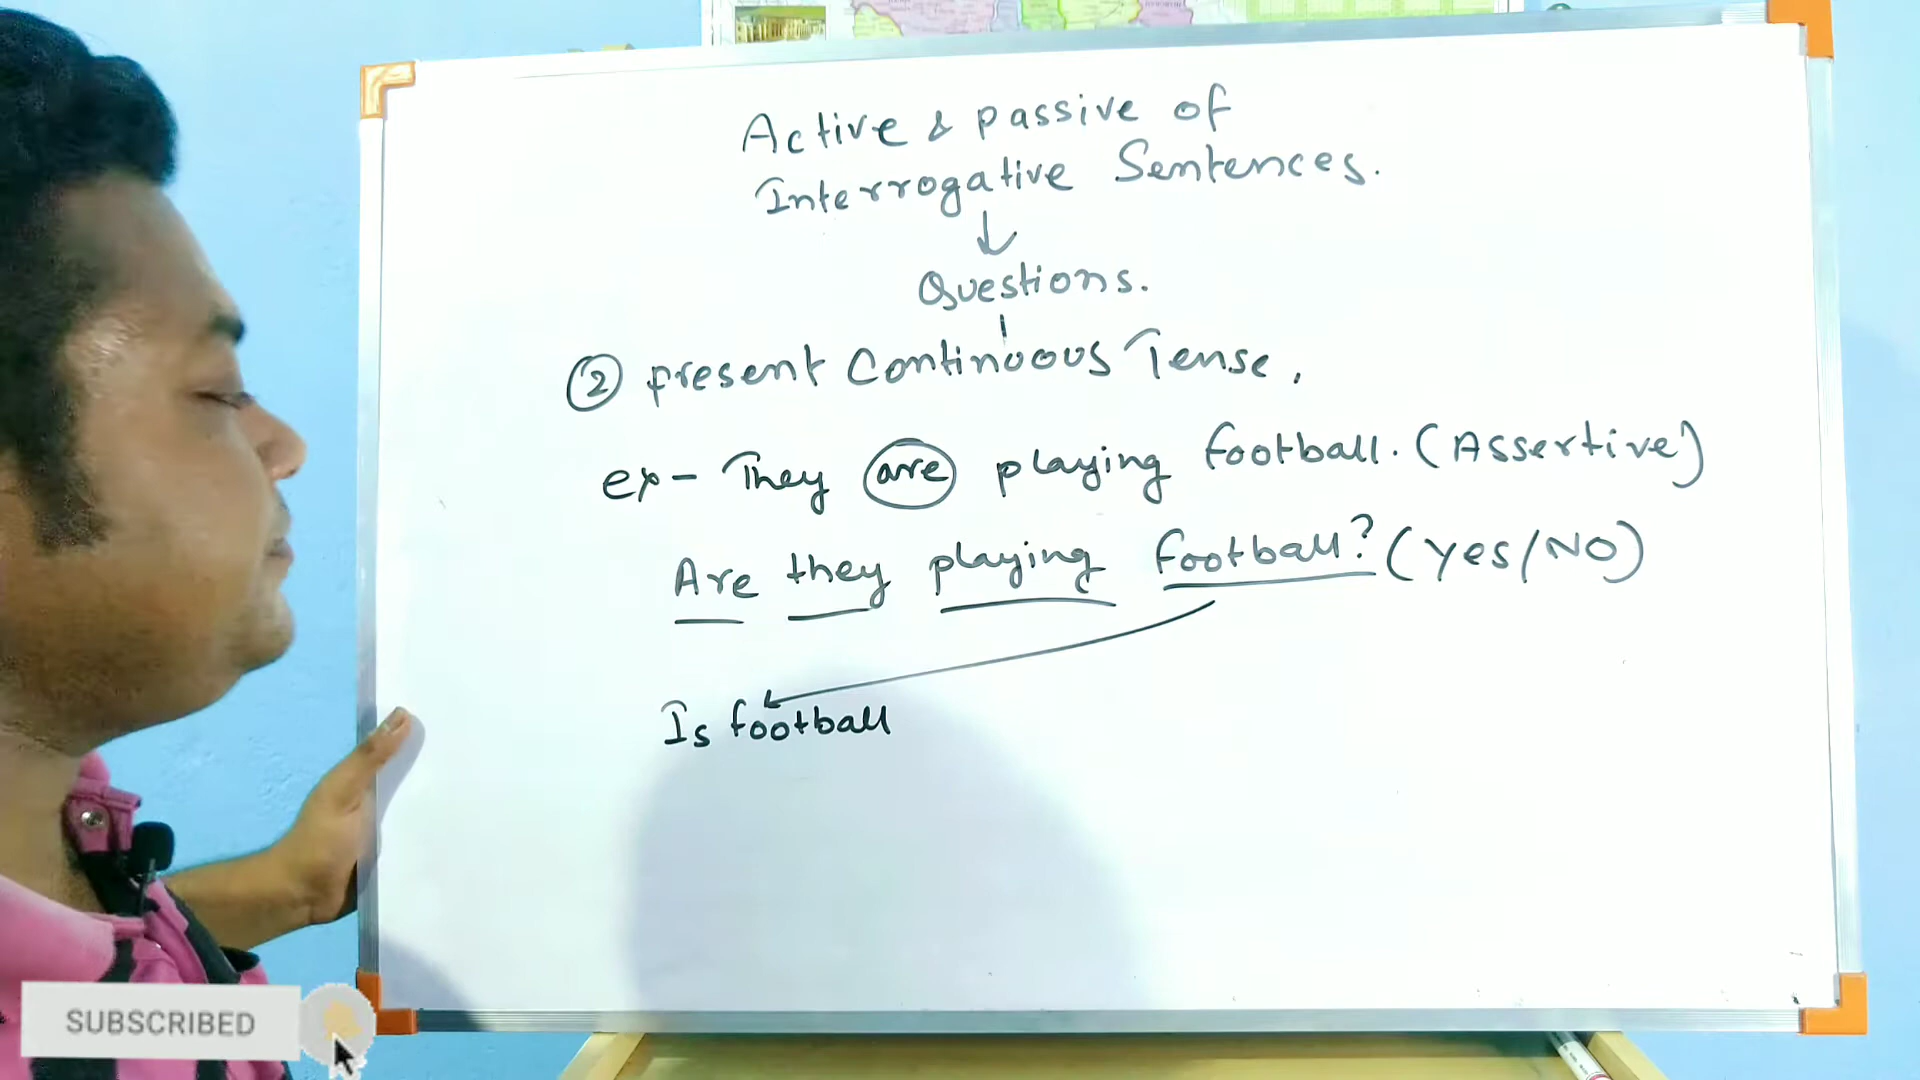 Active & passive of
Interrogative Sentences.
↓
Questions.
② present Continuous Tense.
ex- They are playing football. (Assertive)
Are they playing football? (Yes/NO)
Is football
SUBSCRIBED